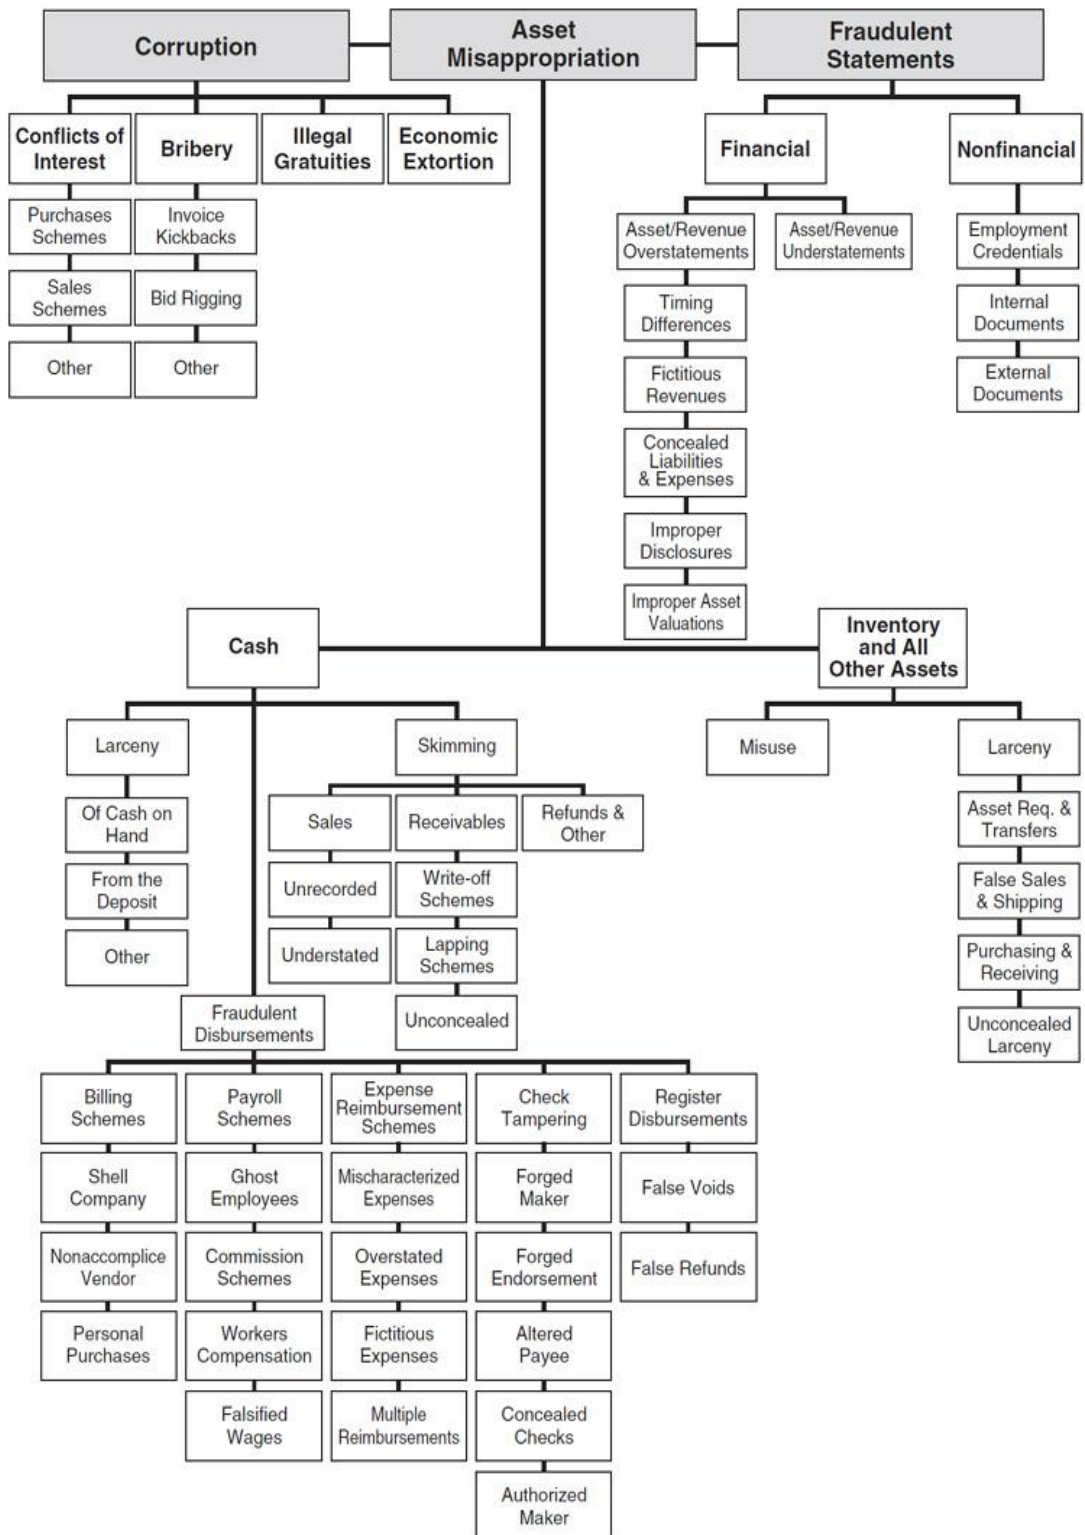 Corruption
Asset
Misappropriation
Fraudulent
Statements
Conflicts of
Interest
Bribery
Illegal
Gratuities
Economic
Extortion
Purchases
Schemes
Sales
Schemes
Other
Invoice
Kickbacks
Bid Rigging
Other
Financial
Nonfinancial
Asset/Revenue
Overstatements
Asset/Revenue
Understatements
Timing
Differences
Fictitious
Revenues
Concealed
Liabilities
& Expenses
Improper
Disclosures
Improper Asset
Valuations
Employment
Credentials
Internal
Documents
External
Documents
Cash
Inventory
and All
Other Assets
Larceny
Of Cash on
Hand
From the
Deposit
Other
Skimming
Sales
Unrecorded
Understated
Receivables
Write-off
Schemes
Lapping
Schemes
Unconcealed
Refunds &
Other
Misuse
Larceny
Asset Req. &
Transfers
False Sales
& Shipping
Purchasing &
Receiving
Unconcealed
Larceny
Fraudulent
Disbursements
Billing
Schemes
Shell
Company
Nonaccomplice
Vendor
Personal
Purchases
Payroll
Schemes
Ghost
Employees
Commission
Schemes
Workers
Compensation
Falsified
Wages
Expense
Reimbursement
Schemes
Mischaracterized
Expenses
Overstated
Expenses
Fictitious
Expenses
Multiple
Reimbursements
Check
Tampering
Forged
Maker
Forged
Endorsement
Altered
Payee
Concealed
Checks
Authorized
Maker
Register
Disbursements
False Voids
False Refunds